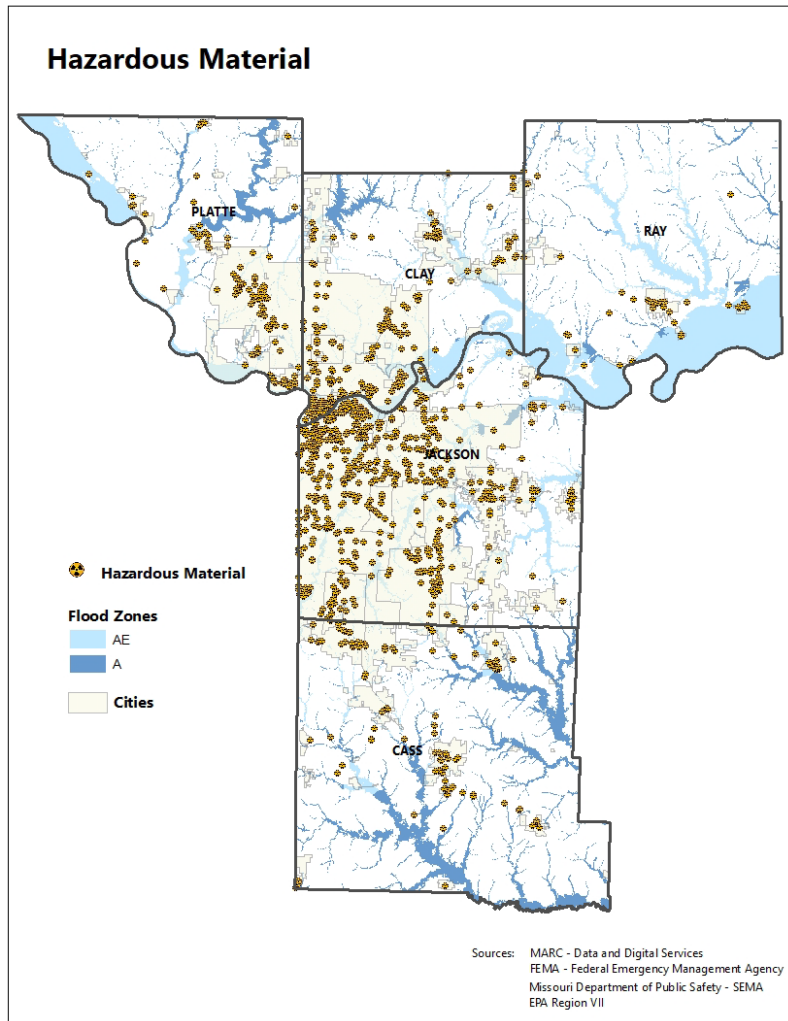 Hazardous Material
PLATTE
RAY
CLAY
JACKSON
Hazardous Material
Flood Zones
AE
A
Cities
CASS
Sources: MARC - Data and Digital Services
FEMA - Federal Emergency Management Agency
Missouri Department of Public Safety - SEMA
EPA Region VII